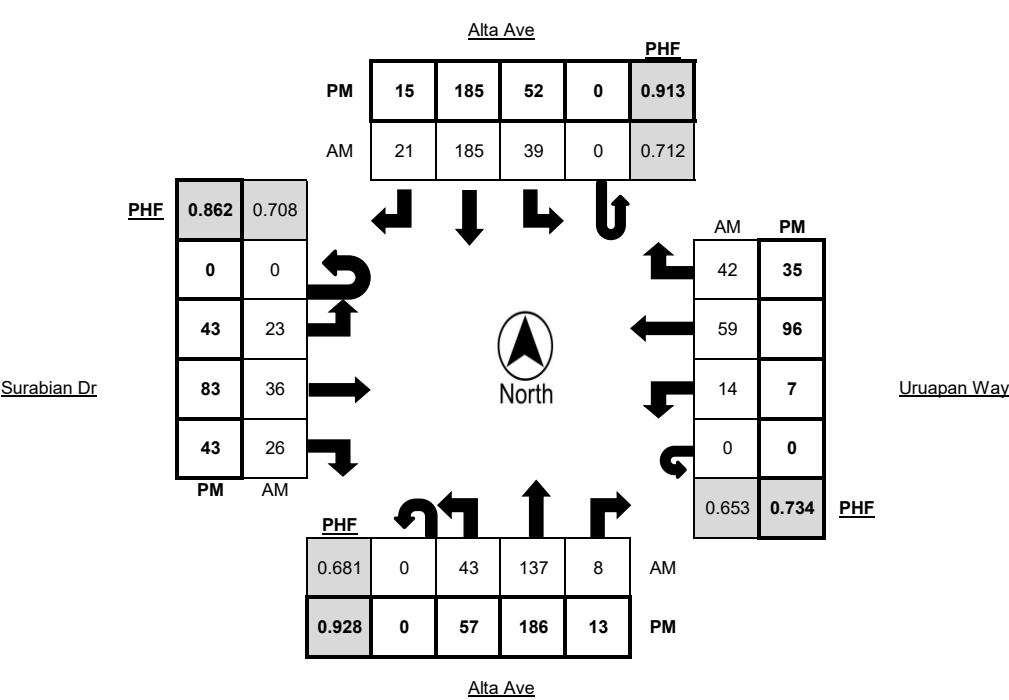 Alta Ave
PHF
PM 15 185 52 0 0.913
AM 21 185 39 0 0.712
PHF 0.862 0.708
AM PM
0 0
42 35
43 23
59 96
North
Surabian Dr
83 36
14 7
Uruapan Way
43 26
0 0
PM AM
0.653 0.734 PHF
PHF
0.681 0 43 137 8 AM
0.928 0 57 186 13 PM
Alta Ave